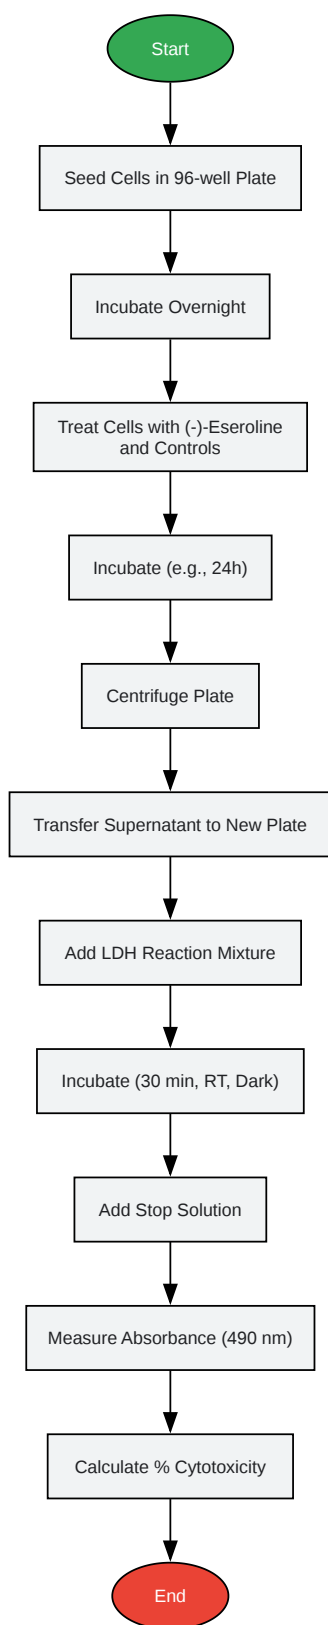 Start
Seed Cells in 96-well Plate
Incubate Overnight
Treat Cells with (-)-Eseroline
and Controls
Incubate (e.g., 24h)
Centrifuge Plate
Transfer Supernatant to New Plate
Add LDH Reaction Mixture
Incubate (30 min, RT, Dark)
Add Stop Solution
Measure Absorbance (490 nm)
Calculate % Cytotoxicity
End